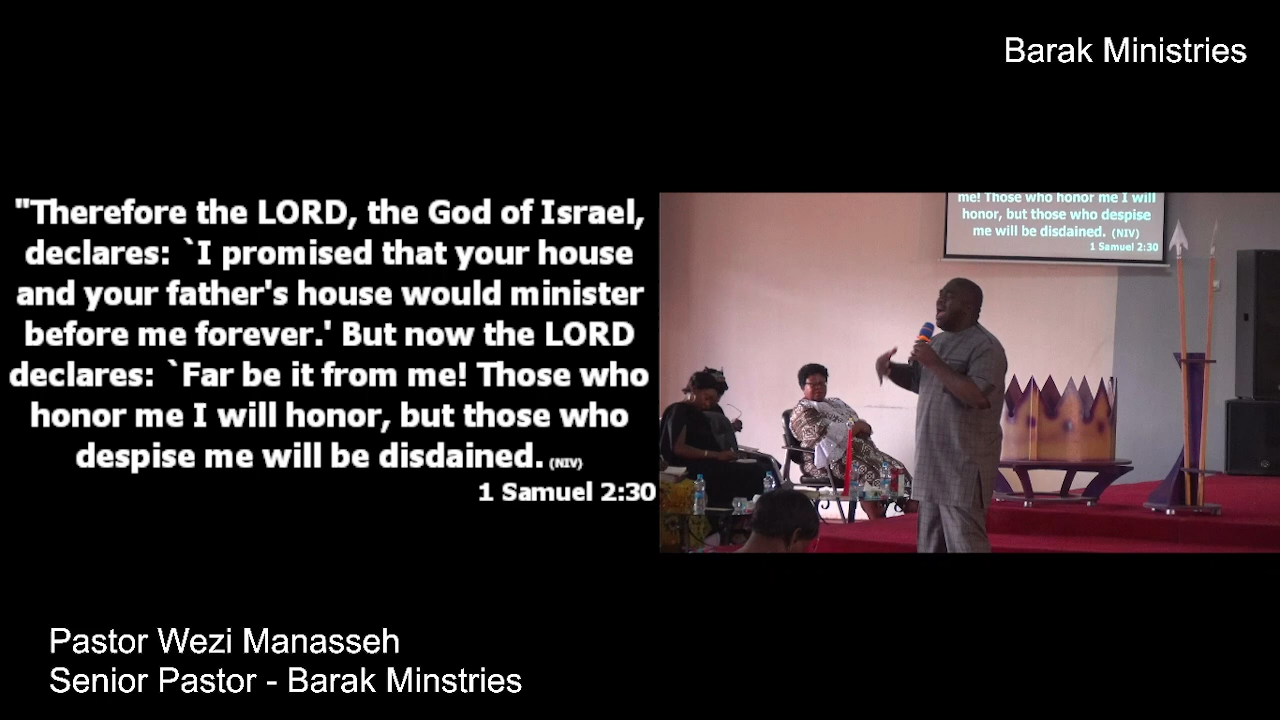 Barak Ministries
"Therefore the LORD, the God of Israel,
declares: `I promised that your house
and your father's house would minister
before me forever.' But now the LORD
declares: `Far be it from me! Those who
honor me I will honor, but those who
despise me will be disdained. (NIV)
1 Samuel 2:30
me! Those who honor me I will
honor, but those who despise
me will be disdained. (NIV)
1 Samuel 2:30
Pastor Wezi Manasseh
Senior Pastor - Barak Minstries